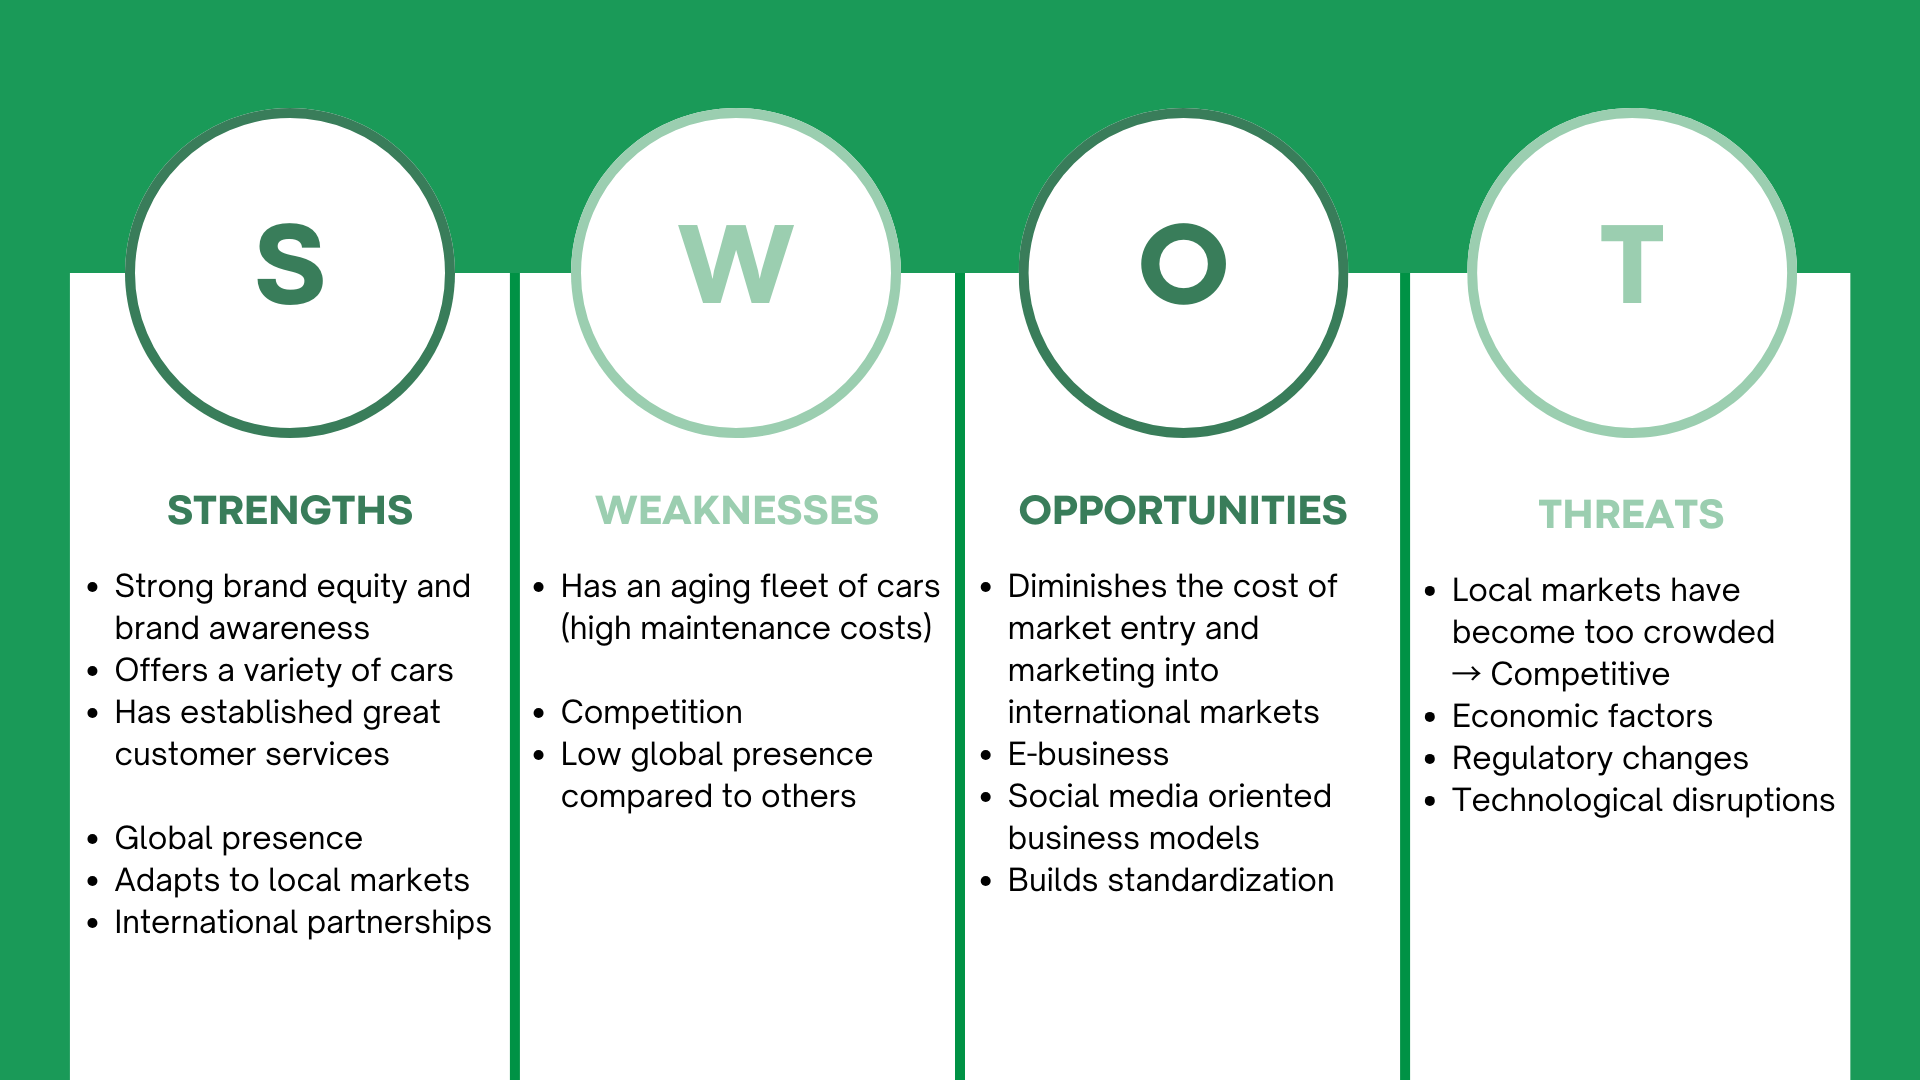 S
STRENGTHS
• Strong brand equity and
brand awareness
• Offers a variety of cars
• Has established great
customer services
• Global presence
• Adapts to local markets
• International partnerships
W
WEAKNESSES
• Has an aging fleet of cars
(high maintenance costs)
• Competition
• Low global presence
compared to others
O
OPPORTUNITIES
• Diminishes the cost of
market entry and
marketing into
international markets
• E-business
• Social media oriented
business models
• Builds standardization
T
THREATS
• Local markets have
become too crowded
→ Competitive
• Economic factors
• Regulatory changes
• Technological disruptions